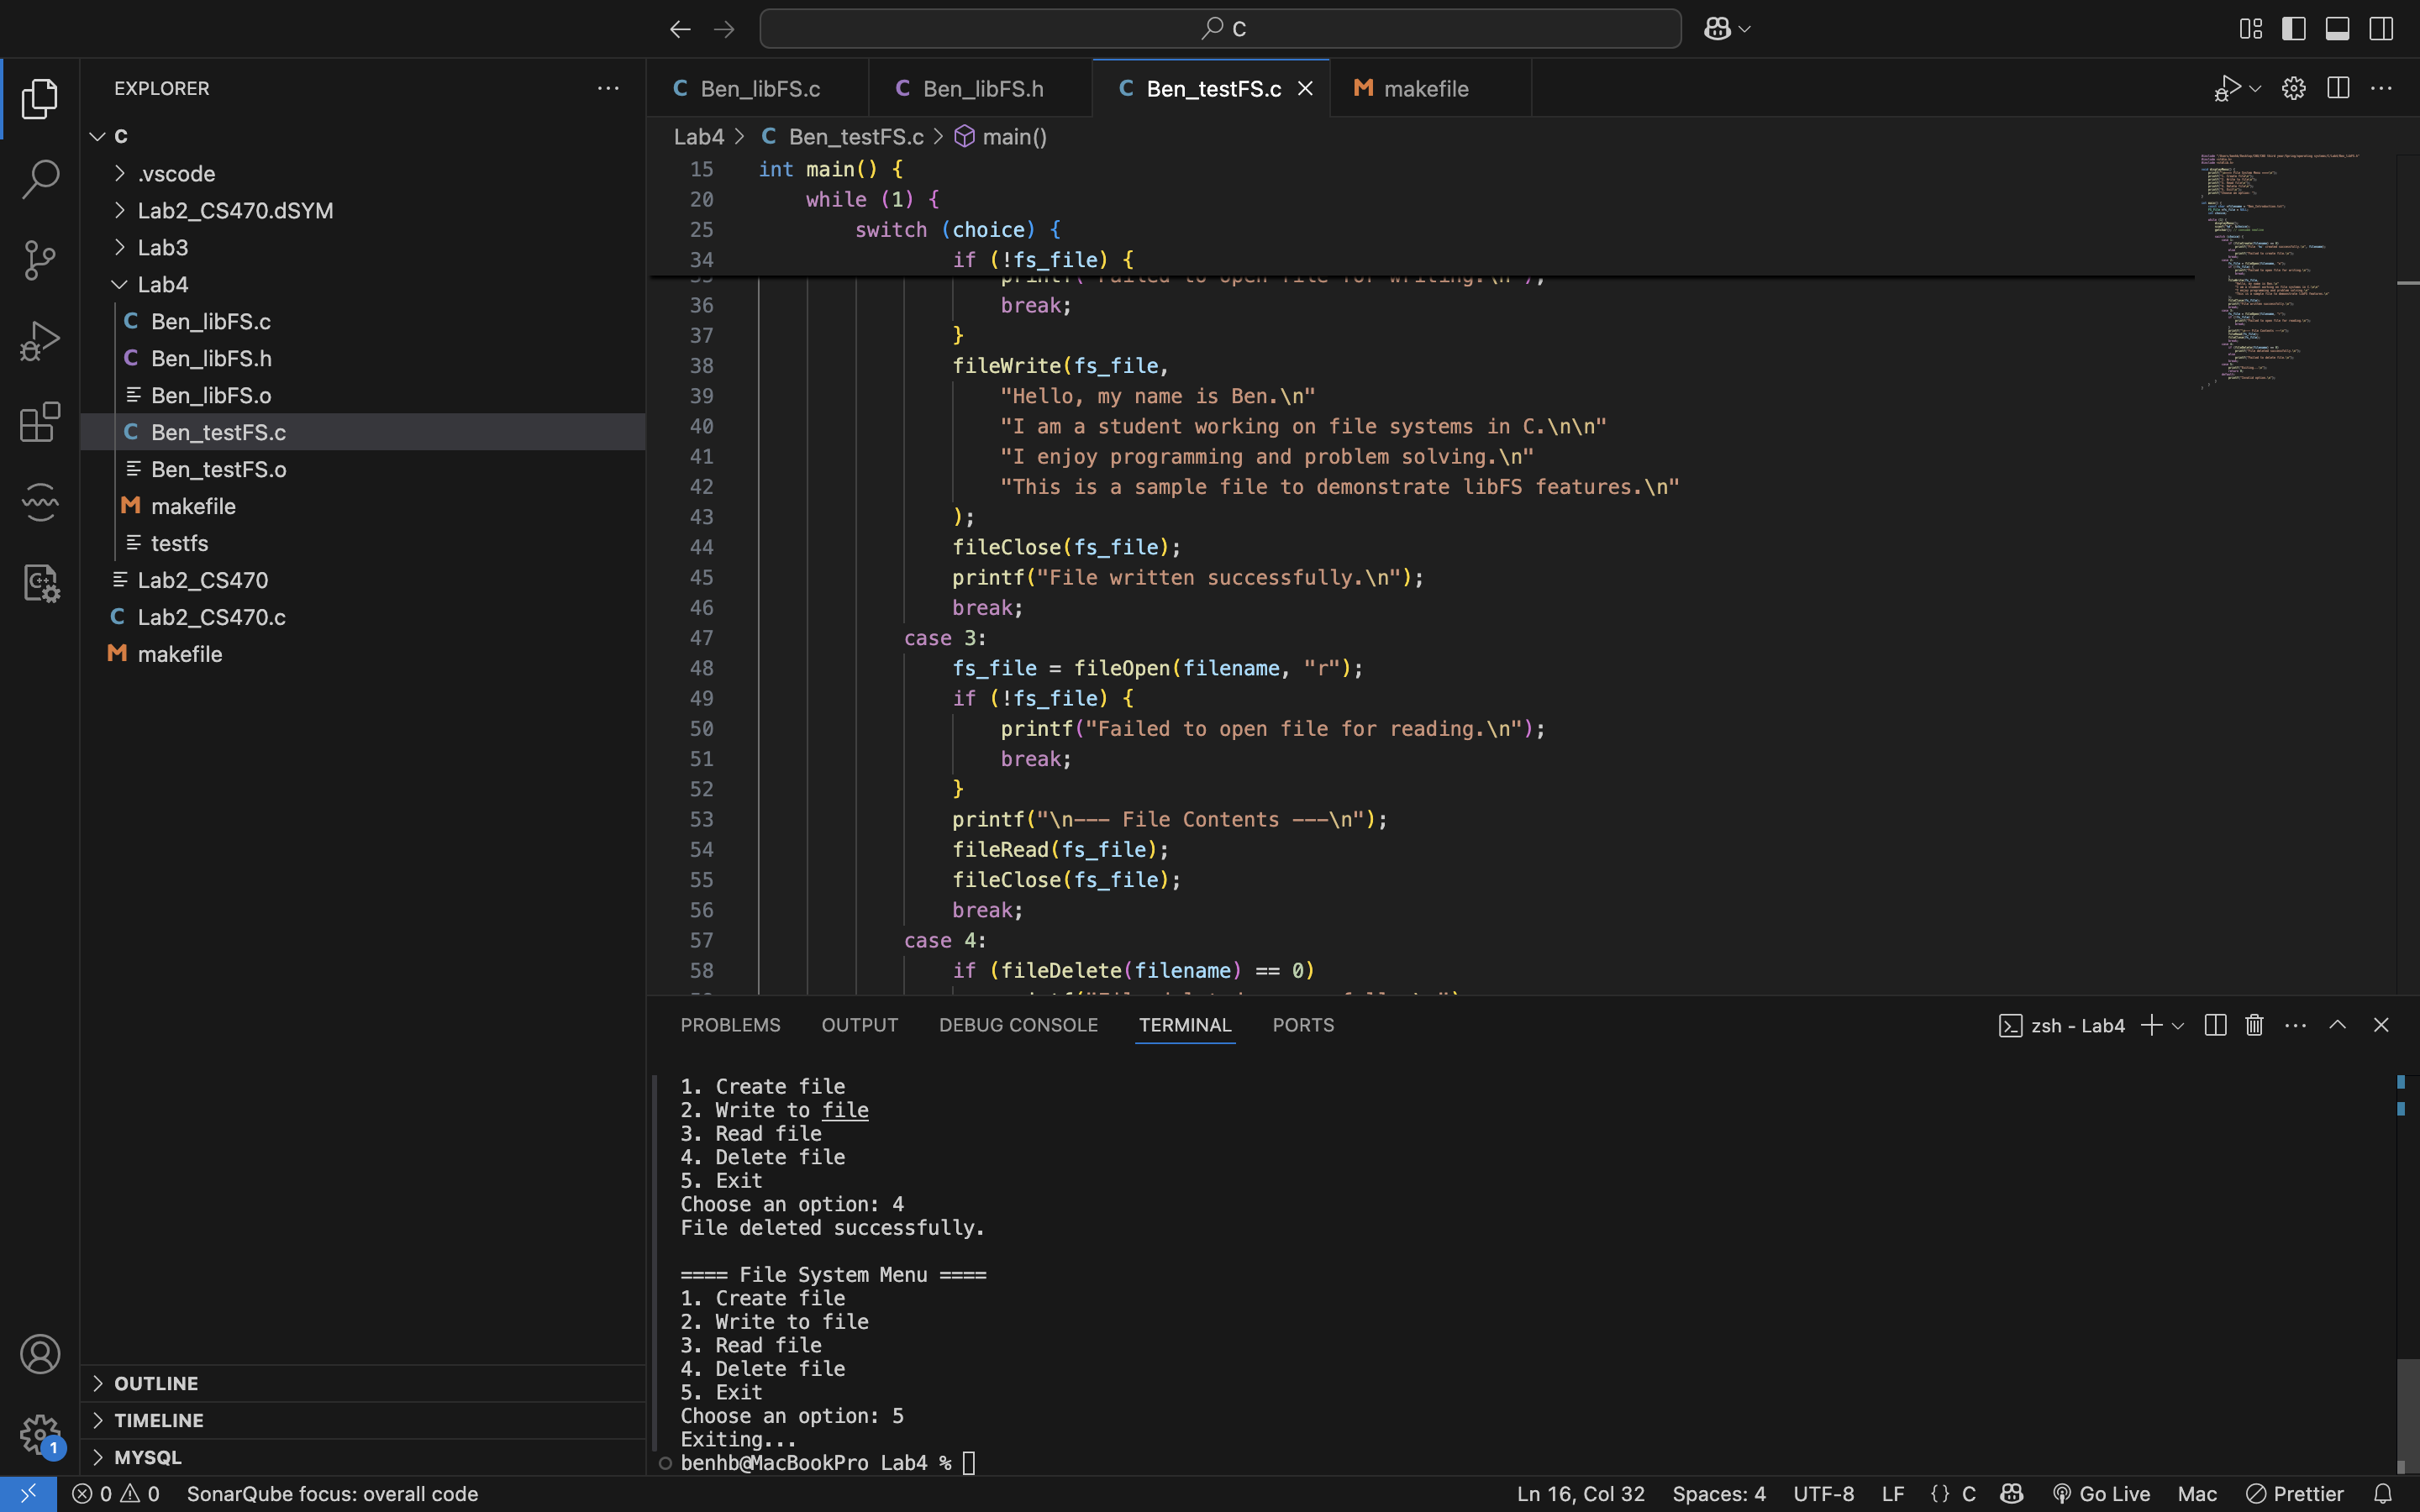 C
EXPLORER
C
.vscode
Lab2_CS470.dSYM
Lab3
Lab4
Ben_libFS.c
Ben_libFS.h
Ben_libFS.o
Ben_testFS.c
Ben_testFS.o
makefile
testfs
Lab2_CS470
Lab2_CS470.c
makefile
OUTLINE
TIMELINE
MYSQL
Ben_libFS.c
Ben_libFS.h
Ben_testFS.c
makefile
Lab4 > C Ben_testFS.c > main()
15 int main() {
20 while (1) {
25 switch (choice) {
34 if (!fs_file) {
36 break;
37 }
38 fileWrite(fs_file,
39 "Hello, my name is Ben.\n"
40 "I am a student working on file systems in C.\n\n"
41 "I enjoy programming and problem solving.\n"
42 "This is a sample file to demonstrate libFS features.\n"
43 );
44 fileClose(fs_file);
45 printf("File written successfully.\n");
46 break;
47 case 3:
48 fs_file = fileOpen(filename, "r");
49 if (!fs_file) {
50 printf("Failed to open file for reading.\n");
51 break;
52 }
53 printf("\n--- File Contents ---\n");
54 fileRead(fs_file);
55 fileClose(fs_file);
56 break;
57 case 4:
58 if (fileDelete(filename) == 0)
PROBLEMS OUTPUT DEBUG CONSOLE TERMINAL PORTS
zsh - Lab4
1. Create file
2. Write to file
3. Read file
4. Delete file
5. Exit
Choose an option: 4
File deleted successfully.
==== File System Menu ====
1. Create file
2. Write to file
3. Read file
4. Delete file
5. Exit
Choose an option: 5
Exiting...
benhb@MacBookPro Lab4 %
1
0 0 SonarQube focus: overall code
Ln 16, Col 32 Spaces: 4 UTF-8 LF {} C Go Live Mac Prettier